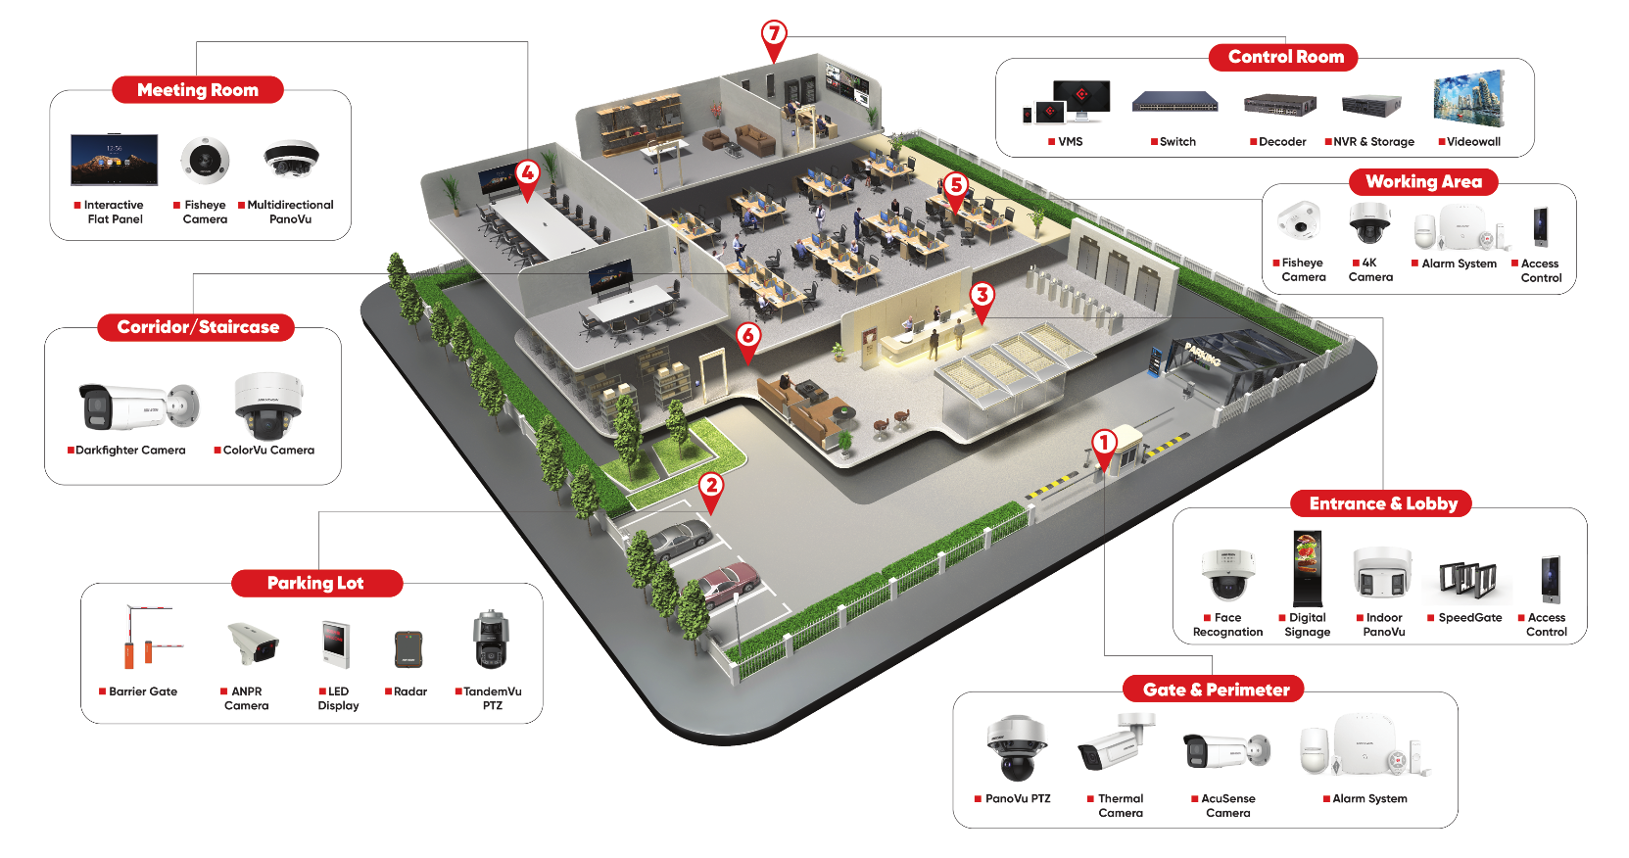 7
Control Room
VMS
Switch
Decoder
NVR & Storage
Videowall
Meeting Room
Interactive
Flat Panel
Fisheye
Camera
Multidirectional
PanoVu
4
5
Working Area
Fisheye
Camera
4K
Camera
Alarm System
Access
Control
3
Corridor/Staircase
Darkfighter Camera
ColorVu Camera
6
PARKING
1
2
Entrance & Lobby
Face
Recognation
Digital
Signage
Indoor
PanoVu
SpeedGate
Access
Control
Parking Lot
Barrier Gate
ANPR
Camera
LED
Display
Radar
TandemVu
PTZ
Gate & Perimeter
PanoVu PTZ
Thermal
Camera
AcuSense
Camera
Alarm System